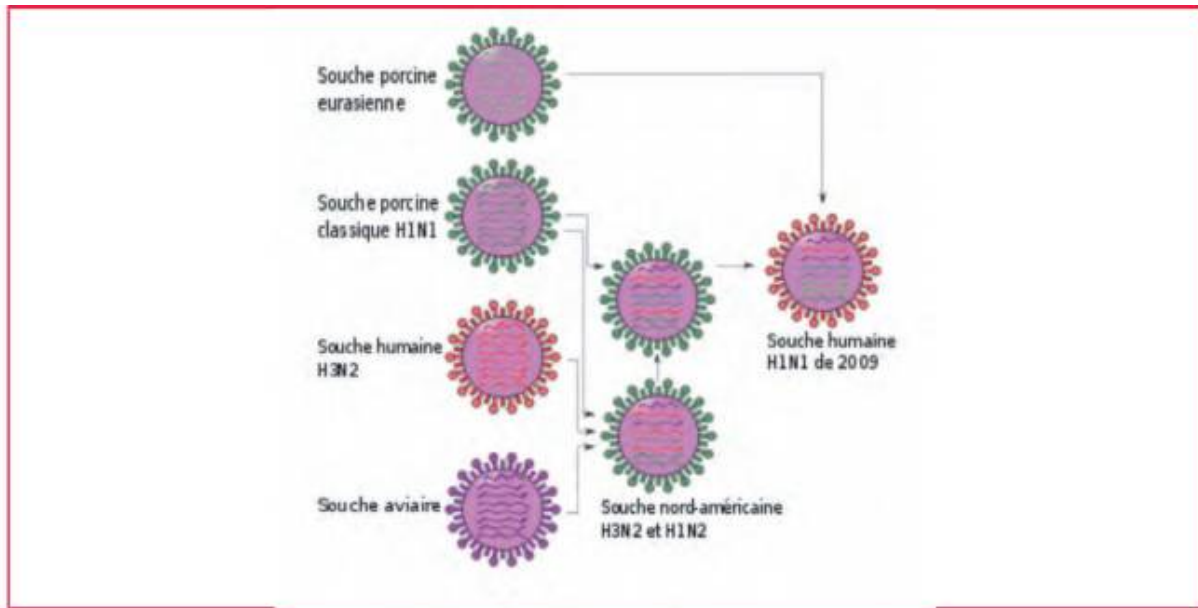 Souche porcine
eurasienne
Souche porcine
classique H1N1
Souche humaine
H3N2
Souche aviaire
Souche humaine
H1N1 de 2009
Souche nord-américaine
H3N2 et H1N2